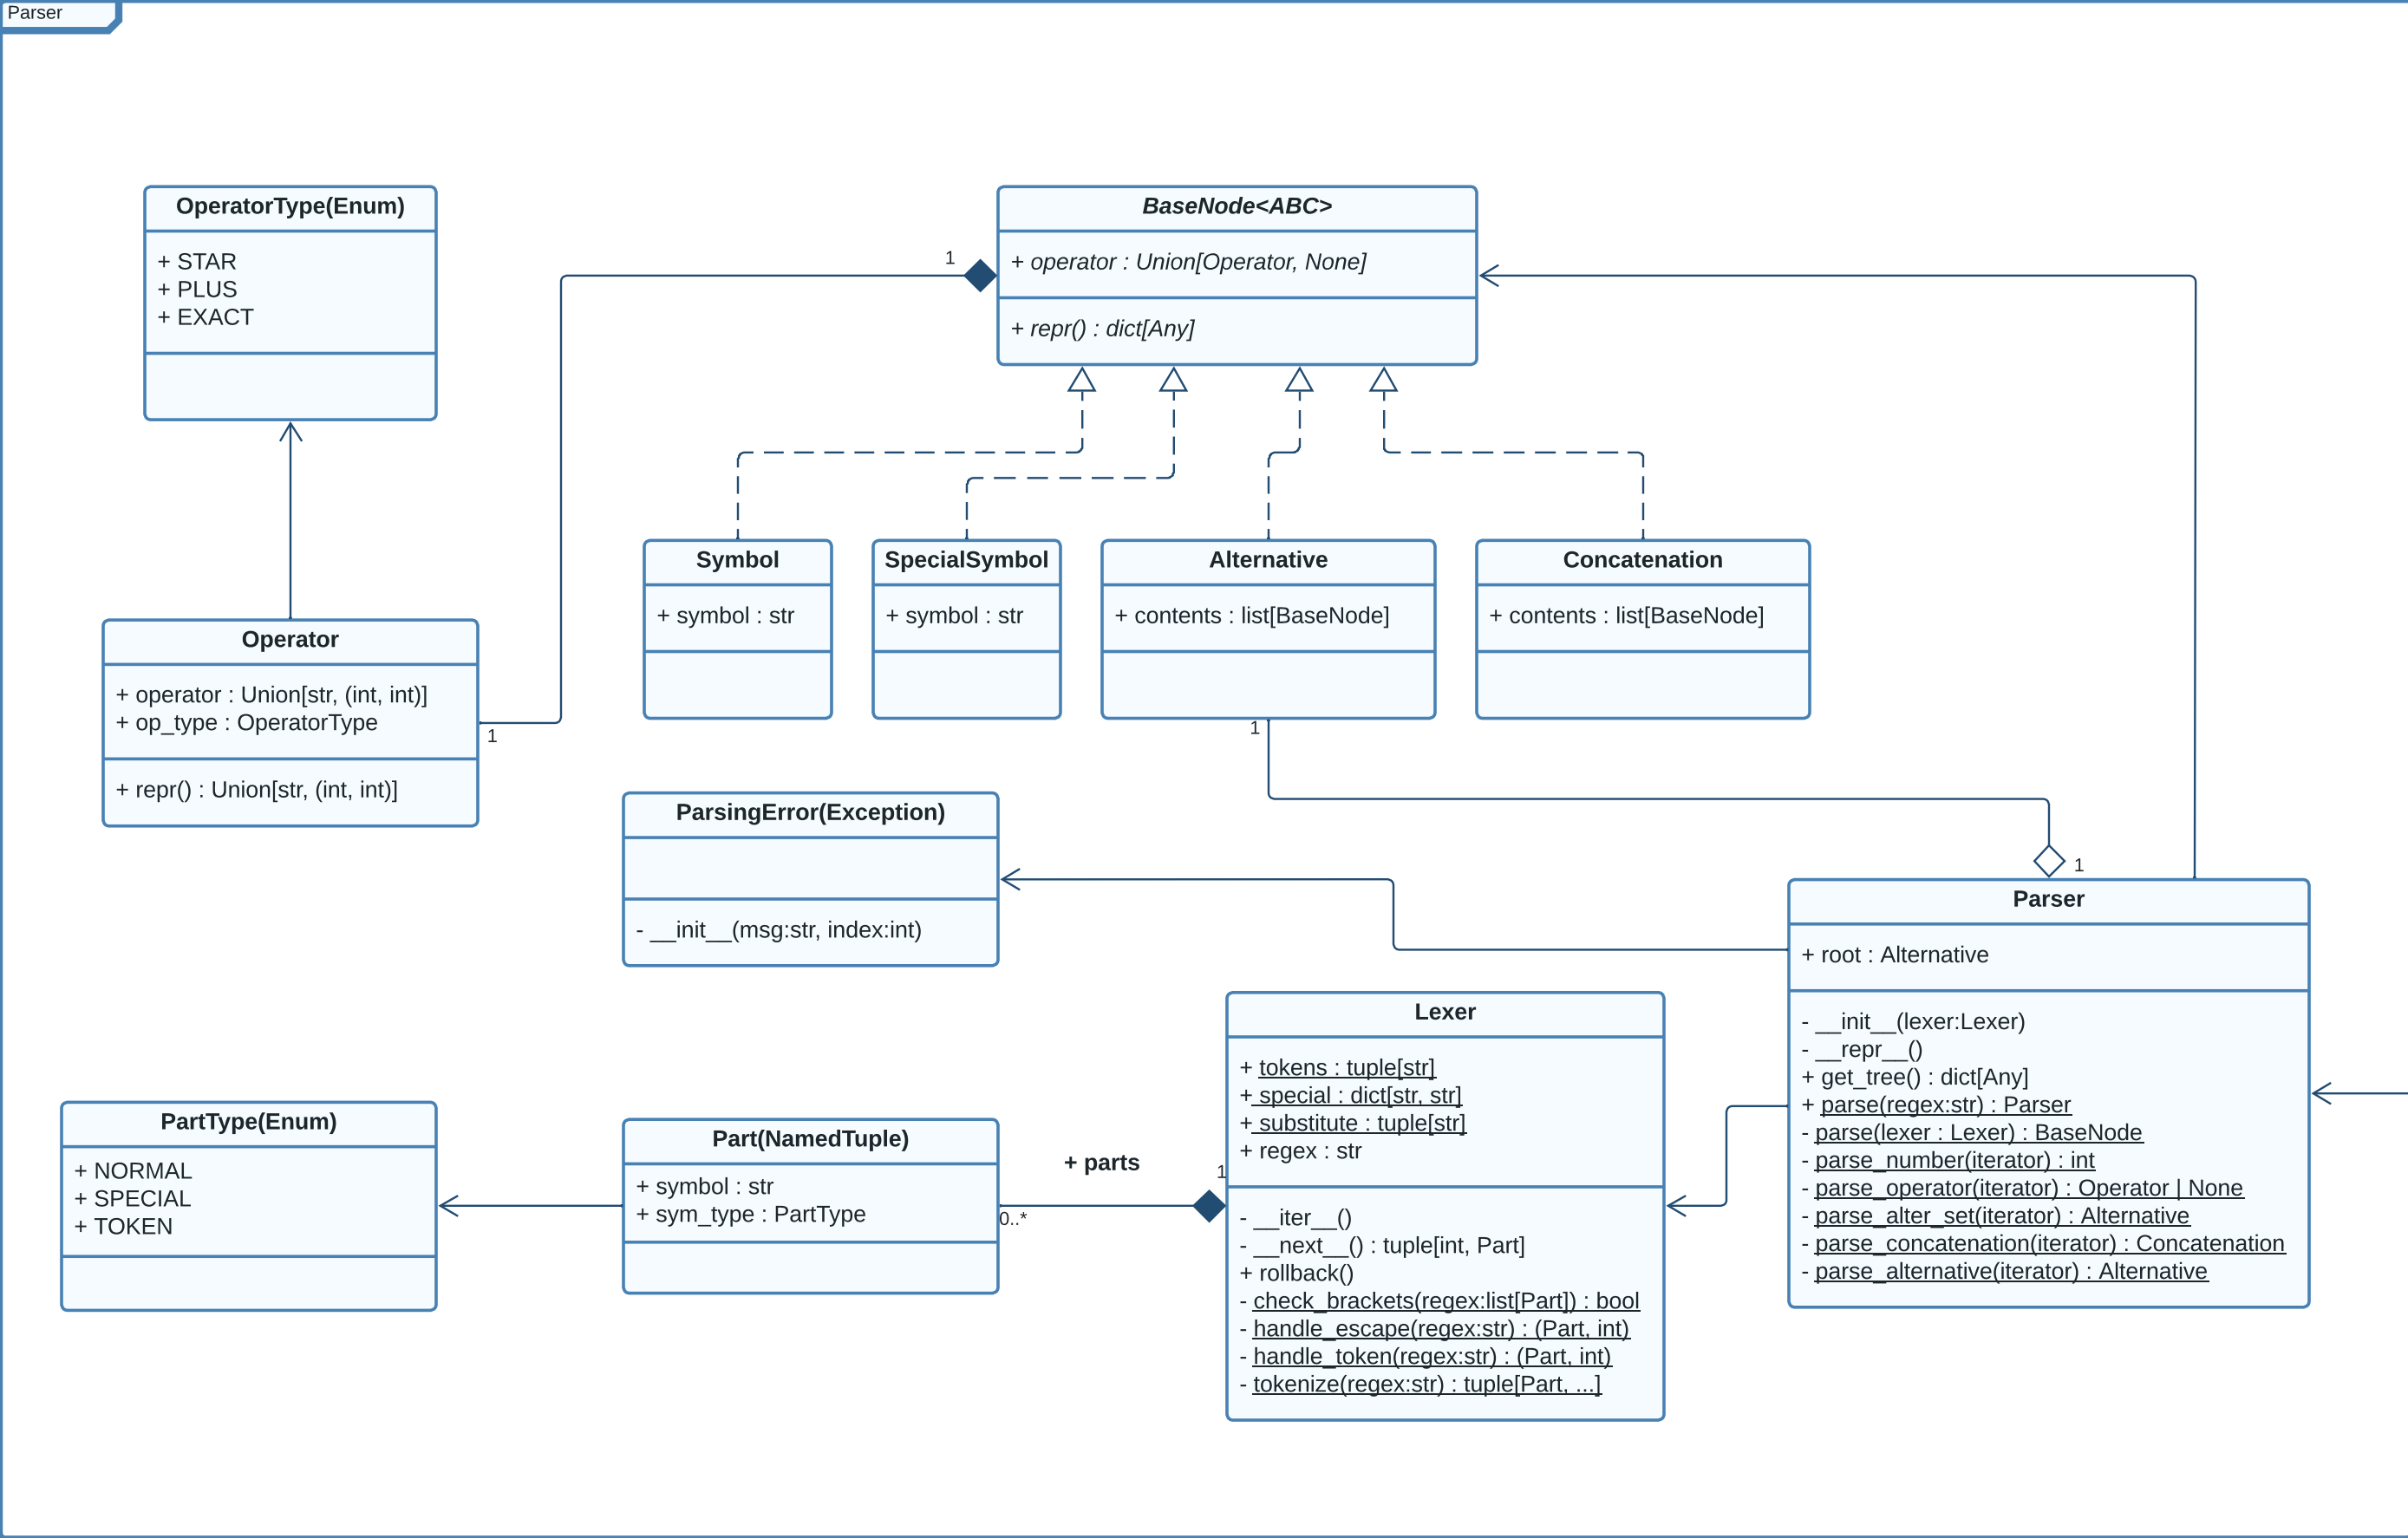 Parser
OperatorType(Enum)
+ STAR
+ PLUS
+ EXACT
BaseNode<ABC>
+ operator : Union[Operator, None]
+ repr() : dict[Any]
1
Symbol
+ symbol : str
SpecialSymbol
+ symbol : str
Alternative
+ contents : list[BaseNode]
Concatenation
+ contents : list[BaseNode]
Operator
+ operator : Union[str, (int, int)]
+ op_type : OperatorType
+ repr() : Union[str, (int, int)]
1
1
ParsingError(Exception)
- __init__(msg:str, index:int)
1
Parser
+ root : Alternative
- __init__(lexer:Lexer)
- __repr__()
+ get_tree() : dict[Any]
+ parse(regex:str) : Parser
- parse(lexer : Lexer) : BaseNode
- parse_number(iterator) : int
- parse_operator(iterator) : Operator | None
- parse_alter_set(iterator) : Alternative
- parse_concatenation(iterator) : Concatenation
- parse_alternative(iterator) : Alternative
Lexer
+ tokens : tuple[str]
+ special : dict[str, str]
+ substitute : tuple[str]
+ regex : str
- __iter__()
- __next__() : tuple[int, Part]
+ rollback()
- check_brackets(regex:list[Part]) : bool
- handle_escape(regex:str) : (Part, int)
- handle_token(regex:str) : (Part, int)
- tokenize(regex:str) : tuple[Part, ...]
PartType(Enum)
+ NORMAL
+ SPECIAL
+ TOKEN
Part(NamedTuple)
+ symbol : str
+ sym_type : PartType
+ parts
1
0..*